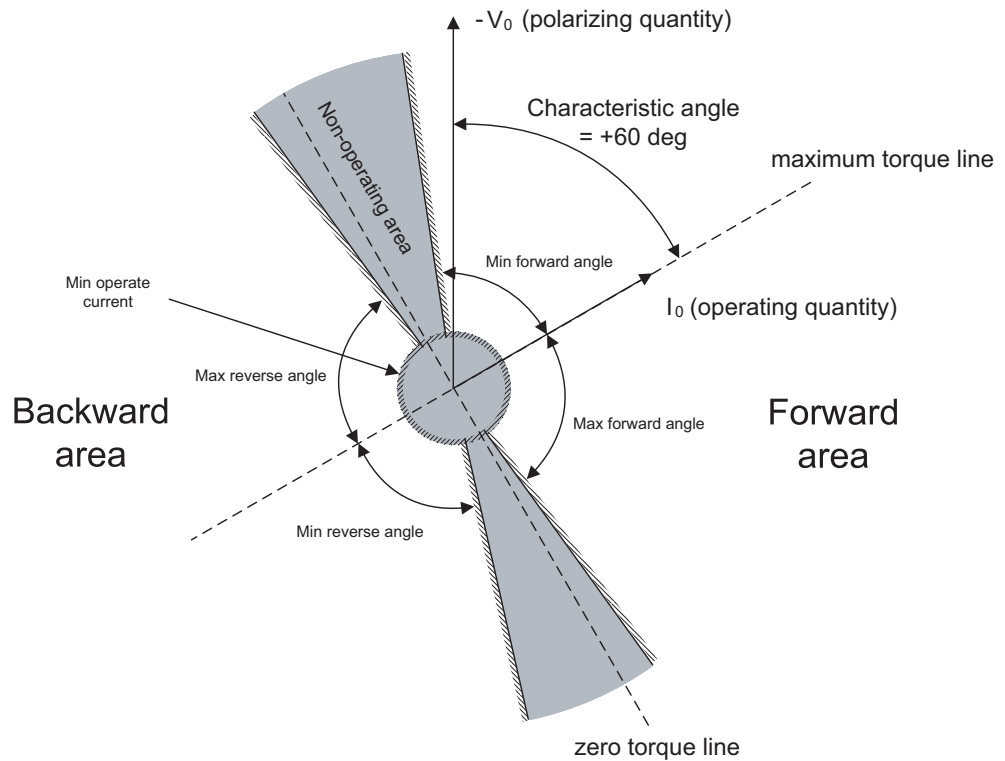 - V0 (polarizing quantity)
Characteristic angle
= +60 deg
maximum torque line
Non-operating area
Min forward angle
Min operate
current
I0 (operating quantity)
Max reverse angle
Backward
area
Max forward angle
Forward
area
Min reverse angle
zero torque line